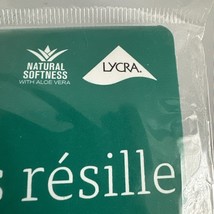 NATURAL
SOFTNESS
WITH ALOE VERA
LYCRA®
s résille